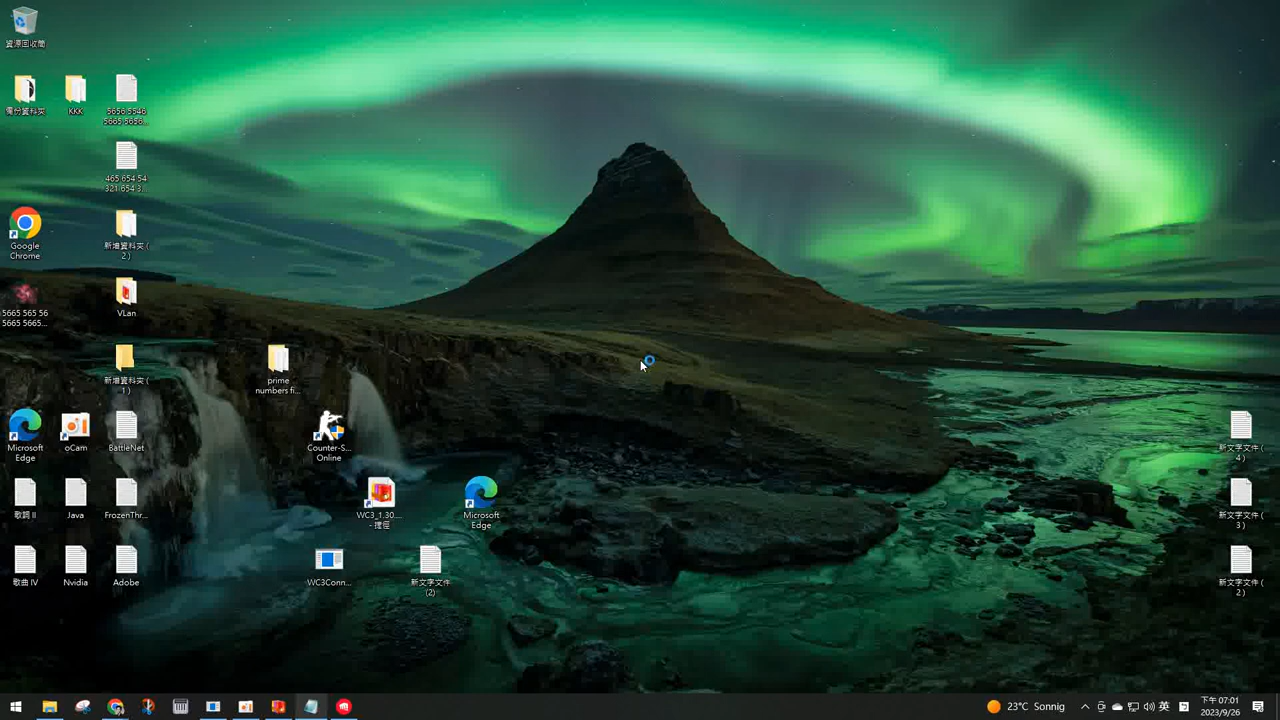 資源回收筒
備份資料夾
KKK
5656 5548
5665 5656...
465 654 54
321 654 3...
Google
Chrome
新增資料夾 (
2 )
5665 565 56
5665 5665...
VLan
新增資料夾 (
1 )
prime
numbers fi...
Microsoft
Edge
oCam
BattleNet
Counter-S...
Online
新文字文件 (
4 )
歌詞 II
Java
FrozenThr...
WC3_1.30....
- 捷徑
Microsoft
Edge
新文字文件 (
3 )
歌曲 IV
Nvidia
Adobe
WC3Conn...
新文字文件
(2)
新文字文件 (
2 )
23°C Sonnig
英
下午 07:01
2023/9/26